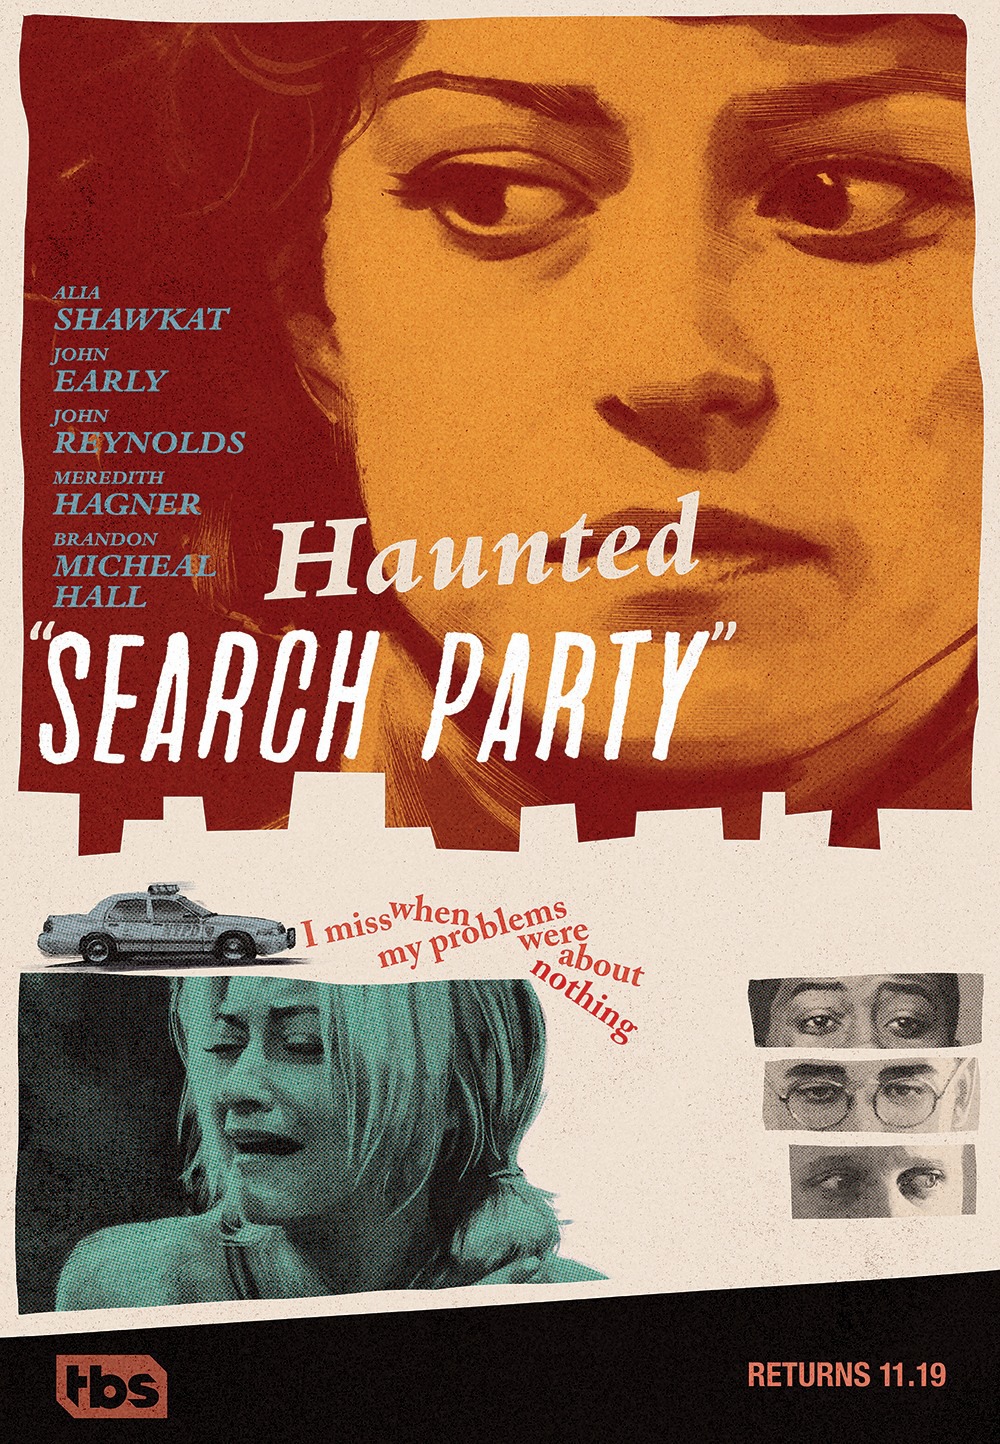 ALIA
SHAWKAT
JOHN
EARLY
JOHN
REYNOLDS
MEREDITH
HAGNER
BRANDON
MICHEAL
HALL
Haunted
“SEARCH PARTY”
NYPD
I miss when
my problems
were
about
nothing
tbs
RETURNS 11.19